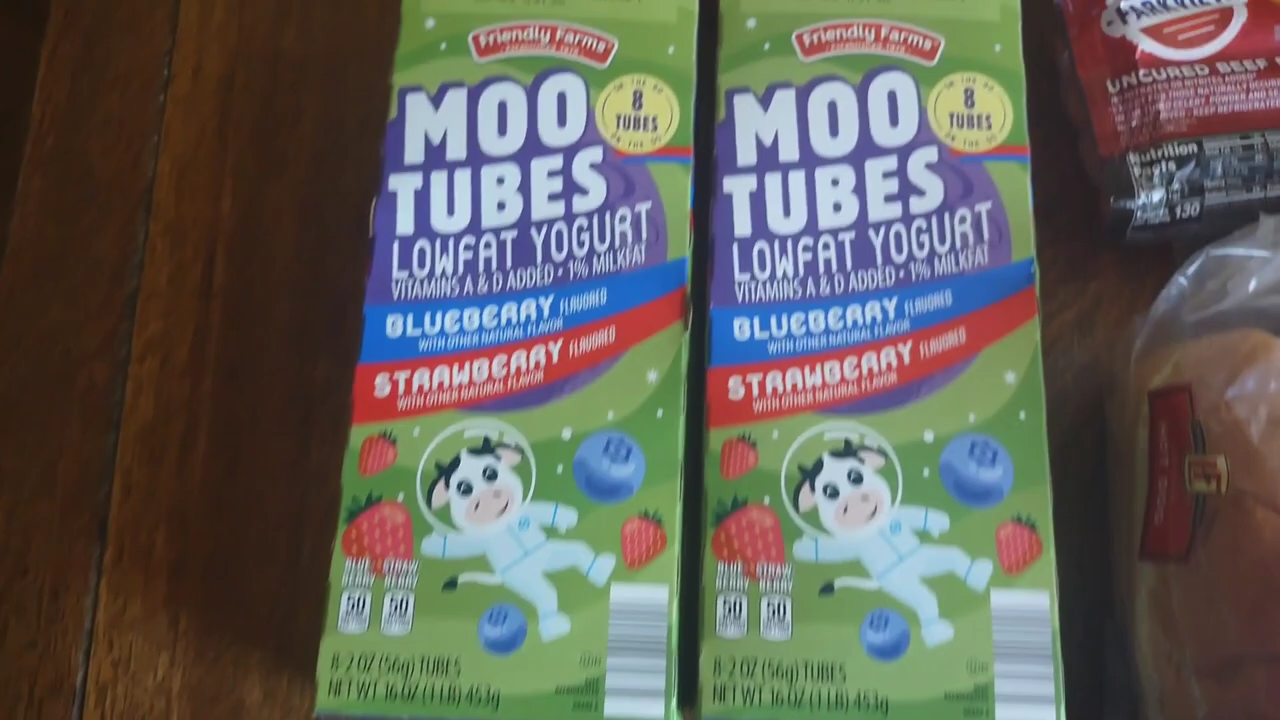 Friendly Farms
MOO
TUBES
8
TUBES
LOWFAT YOGURT
VITAMINS A & D ADDED • 1% MILKFAT
BLUEBERRY FLAVORED
WITH OTHER NATURAL FLAVOR
STRAWBERRY FLAVORED
WITH OTHER NATURAL FLAVOR
50 50
8-2 OZ (56g) TUBES
NET WT 16 OZ (1 LB) 453g
Friendly Farms
MOO
TUBES
8
TUBES
LOWFAT YOGURT
VITAMINS A & D ADDED • 1% MILKFAT
BLUEBERRY FLAVORED
WITH OTHER NATURAL FLAVOR
STRAWBERRY FLAVORED
WITH OTHER NATURAL FLAVOR
50 50
8-2 OZ (56g) TUBES
NET WT 16 OZ (1 LB) 453g
PARKVIEW
UNCURED BEEF
Nutrition
130